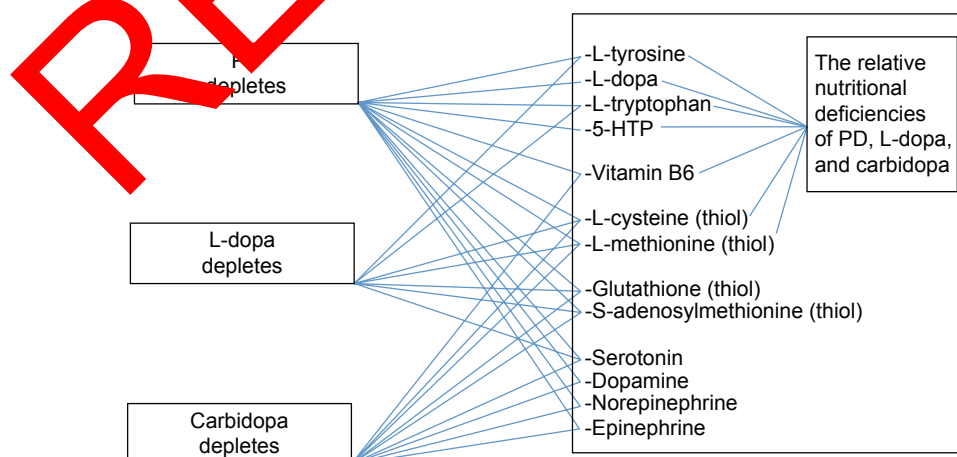 depletes
L-dopa
depletes
Carbidopa
depletes
-L-tyrosine
-L-dopa
-L-tryptophan
-5-HTP
-Vitamin B6
-L-cysteine (thiol)
-L-methionine (thiol)
-Glutathione (thiol)
-S-adenosylmethionine (thiol)
-Serotonin
-Dopamine
-Norepinephrine
-Epinephrine
The relative
nutritional
deficiencies
of PD, L-dopa,
and carbidopa